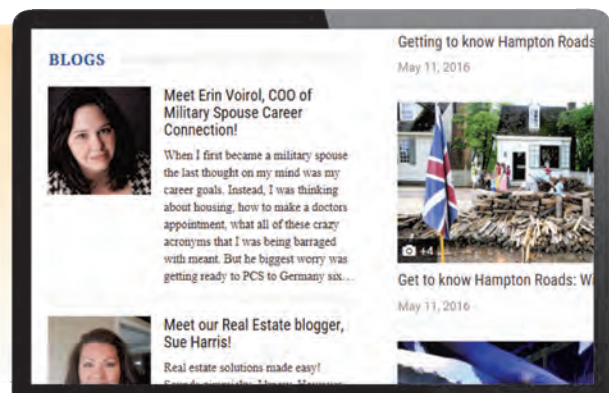 BLOGS
Meet Erin Voirol, COO of
Military Spouse Career
Connection!
When I first became a military spouse
the last thought on my mind was my
career goals. Instead, I was thinking
about housing, how to make a doctors
appointment, what all of these crazy
acronyms that I was being barraged
with meant. But he biggest worry was
getting ready to PCS to Germany six…
Meet our Real Estate blogger,
Sue Harris!
Real estate solutions made easy!
Getting to know Hampton Roads
May 11, 2016
+4
Get to know Hampton Roads:
May 11, 2016